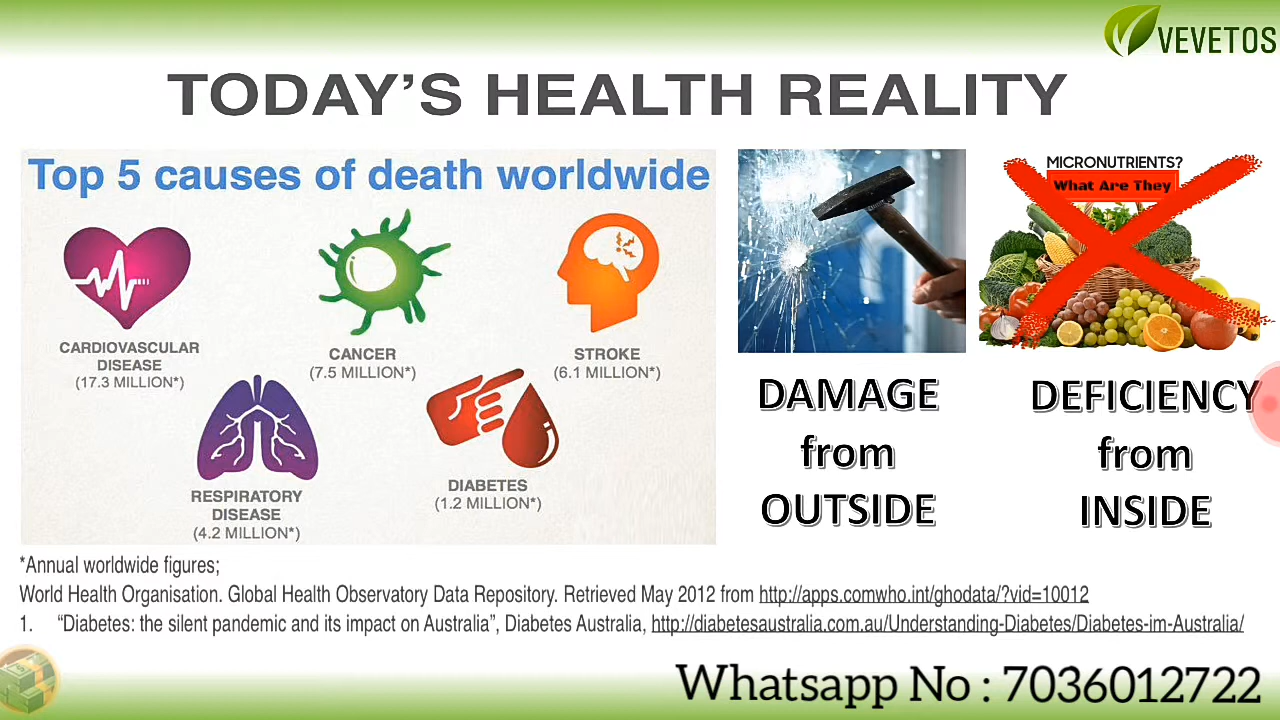 VEVETOS
TODAY'S HEALTH REALITY
Top 5 causes of death worldwide
CARDIOVASCULAR
DISEASE
(17.3 MILLION*)
CANCER
(7.5 MILLION*)
STROKE
(6.1 MILLION*)
RESPIRATORY
DISEASE
(4.2 MILLION*)
DIABETES
(1.2 MILLION*)
DAMAGE
from
OUTSIDE
MICRONUTRIENTS?
What Are They
DEFICIENCY
from
INSIDE
*Annual worldwide figures;
World Health Organisation. Global Health Observatory Data Repository. Retrieved May 2012 from http://apps.comwho.int/ghodata/?vid=10012
1. "Diabetes: the silent pandemic and its impact on Australia", Diabetes Australia, http://diabetesaustralia.com.au/Understanding-Diabetes/Diabetes-im-Australia/
Whatsapp No : 7036012722